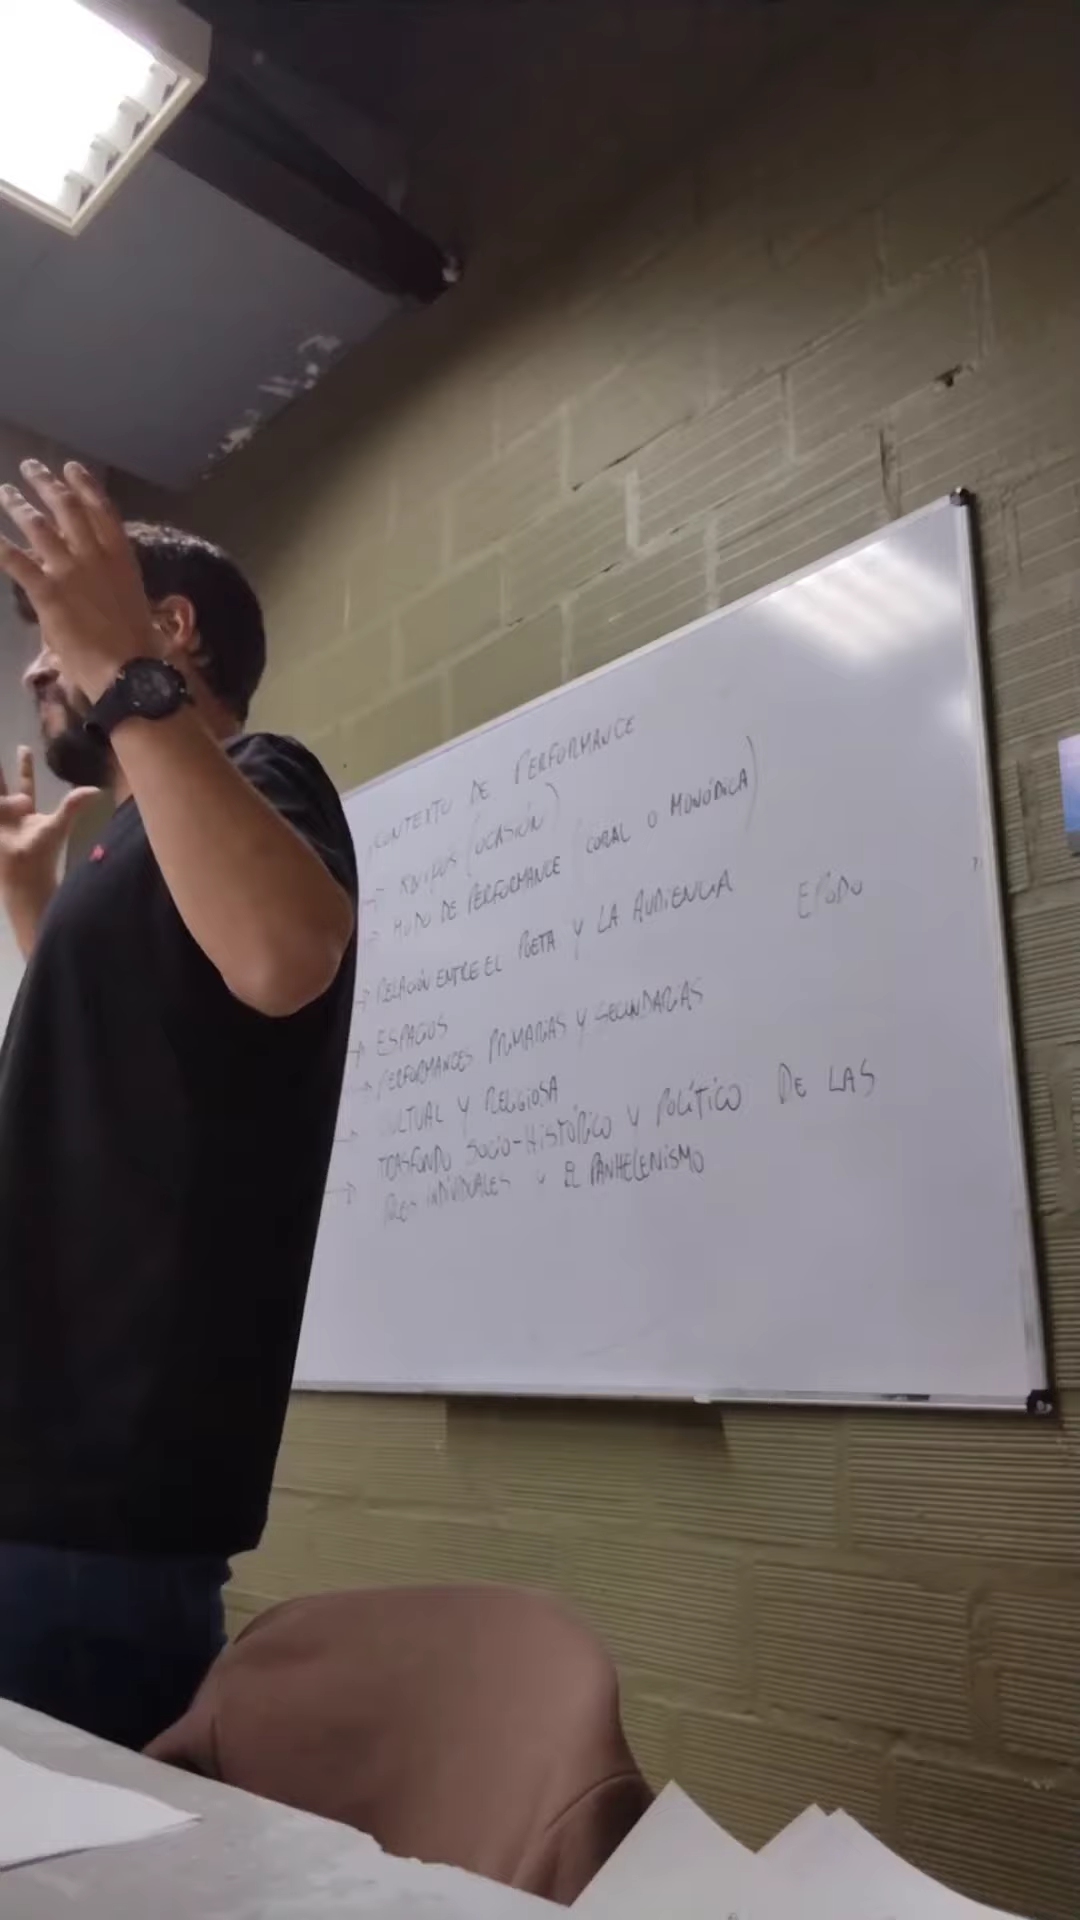 CONTEXTO DE PERFORMANCE
→ (OCASIÓN)
→ MODO DE PERFORMANCE (CORAL O MONÓDICA)
→ RELACIÓN ENTRE EL POETA Y LA AUDIENCIA
EPODO
→ ESPACIOS
→ PERFORMANCES PRIMARIAS Y SECUNDARIAS
→ CULTUAL Y RELIGIOSA
→ TRASFONDO SOCIO-HISTÓRICO Y POLÍTICO DE LAS
INDIVIDUALES Y EL PANHELENISMO